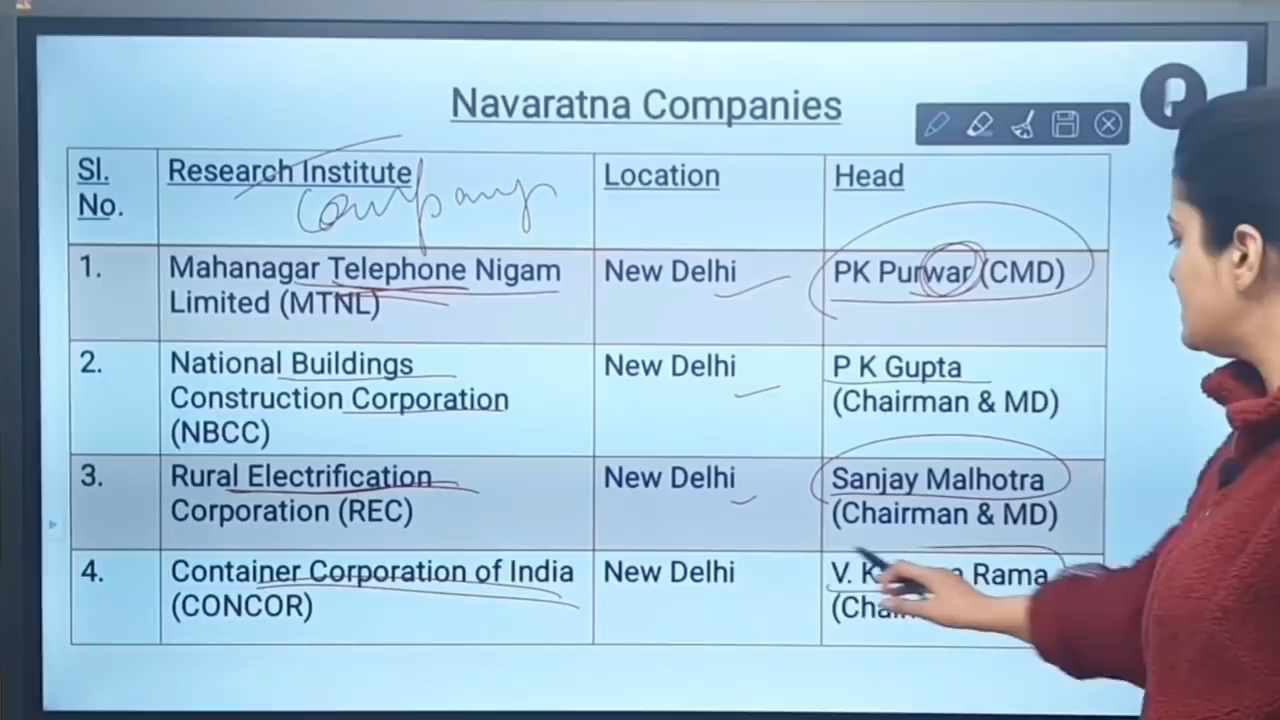 Navaratna Companies
Sl. No.
Research Institute
company
Location
Head
1.
Mahanagar Telephone Nigam
Limited (MTNL)
New Delhi
PK Purwar (CMD)
2.
National Buildings
Construction Corporation
(NBCC)
New Delhi
P K Gupta
(Chairman & MD)
3.
Rural Electrification
Corporation (REC)
New Delhi
Sanjay Malhotra
(Chairman & MD)
4.
Container Corporation of India
(CONCOR)
New Delhi
V. Rama